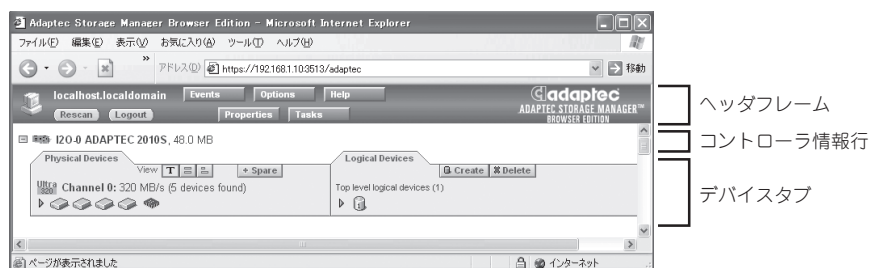 Adaptec Storage Manager Browser Edition - Microsoft Internet Explorer
ファイル(F) 編集(E) 表示(V) お気に入り(A) ツール(T) ヘルプ(H)
» アドレス(D) https://192.168.1.10:3513/adaptec 移動
localhost.localdomain Events Options Help adaptec
Rescan Logout Properties Tasks ADAPTEC STORAGE MANAGER™
BROWSER EDITION
ヘッダフレーム
I2O-0 ADAPTEC 2010S, 48.0 MB
コントローラ情報行
Physical Devices Logical Devices
View T + Spare Create Delete
Ultra 320 Channel 0: 320 MB/s (5 devices found) Top level logical devices (1)
デバイスタブ
ページが表示されました インターネット